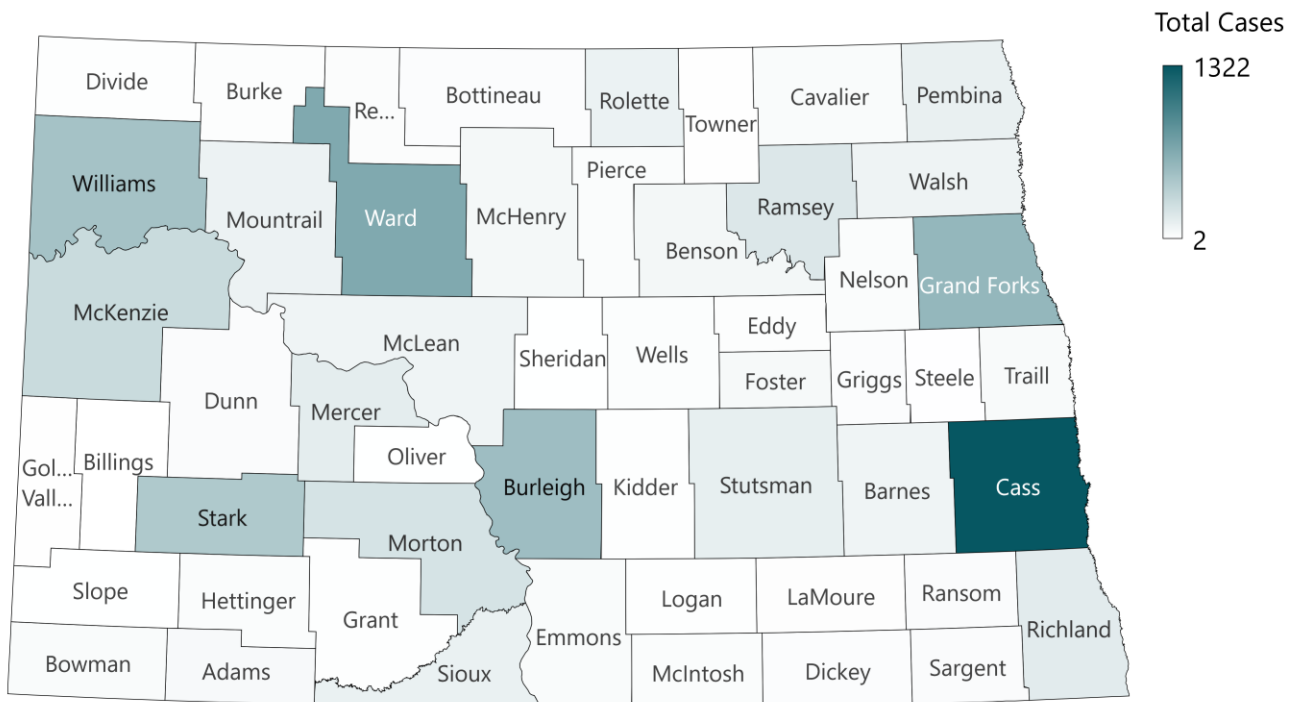 Total Cases
1322
2
Divide
Burke
Re...
Bottineau
Rolette
Towner
Cavalier
Pembina
Williams
Mountrail
Ward
McHenry
Pierce
Benson
Ramsey
Walsh
Nelson
Grand Forks
McKenzie
Dunn
McLean
Mercer
Oliver
Sheridan
Wells
Eddy
Foster
Griggs
Steele
Traill
Gol...
Vall...
Billings
Stark
Morton
Burleigh
Kidder
Stutsman
Barnes
Cass
Slope
Hettinger
Grant
Emmons
Logan
LaMoure
Ransom
Richland
Bowman
Adams
Sioux
McIntosh
Dickey
Sargent